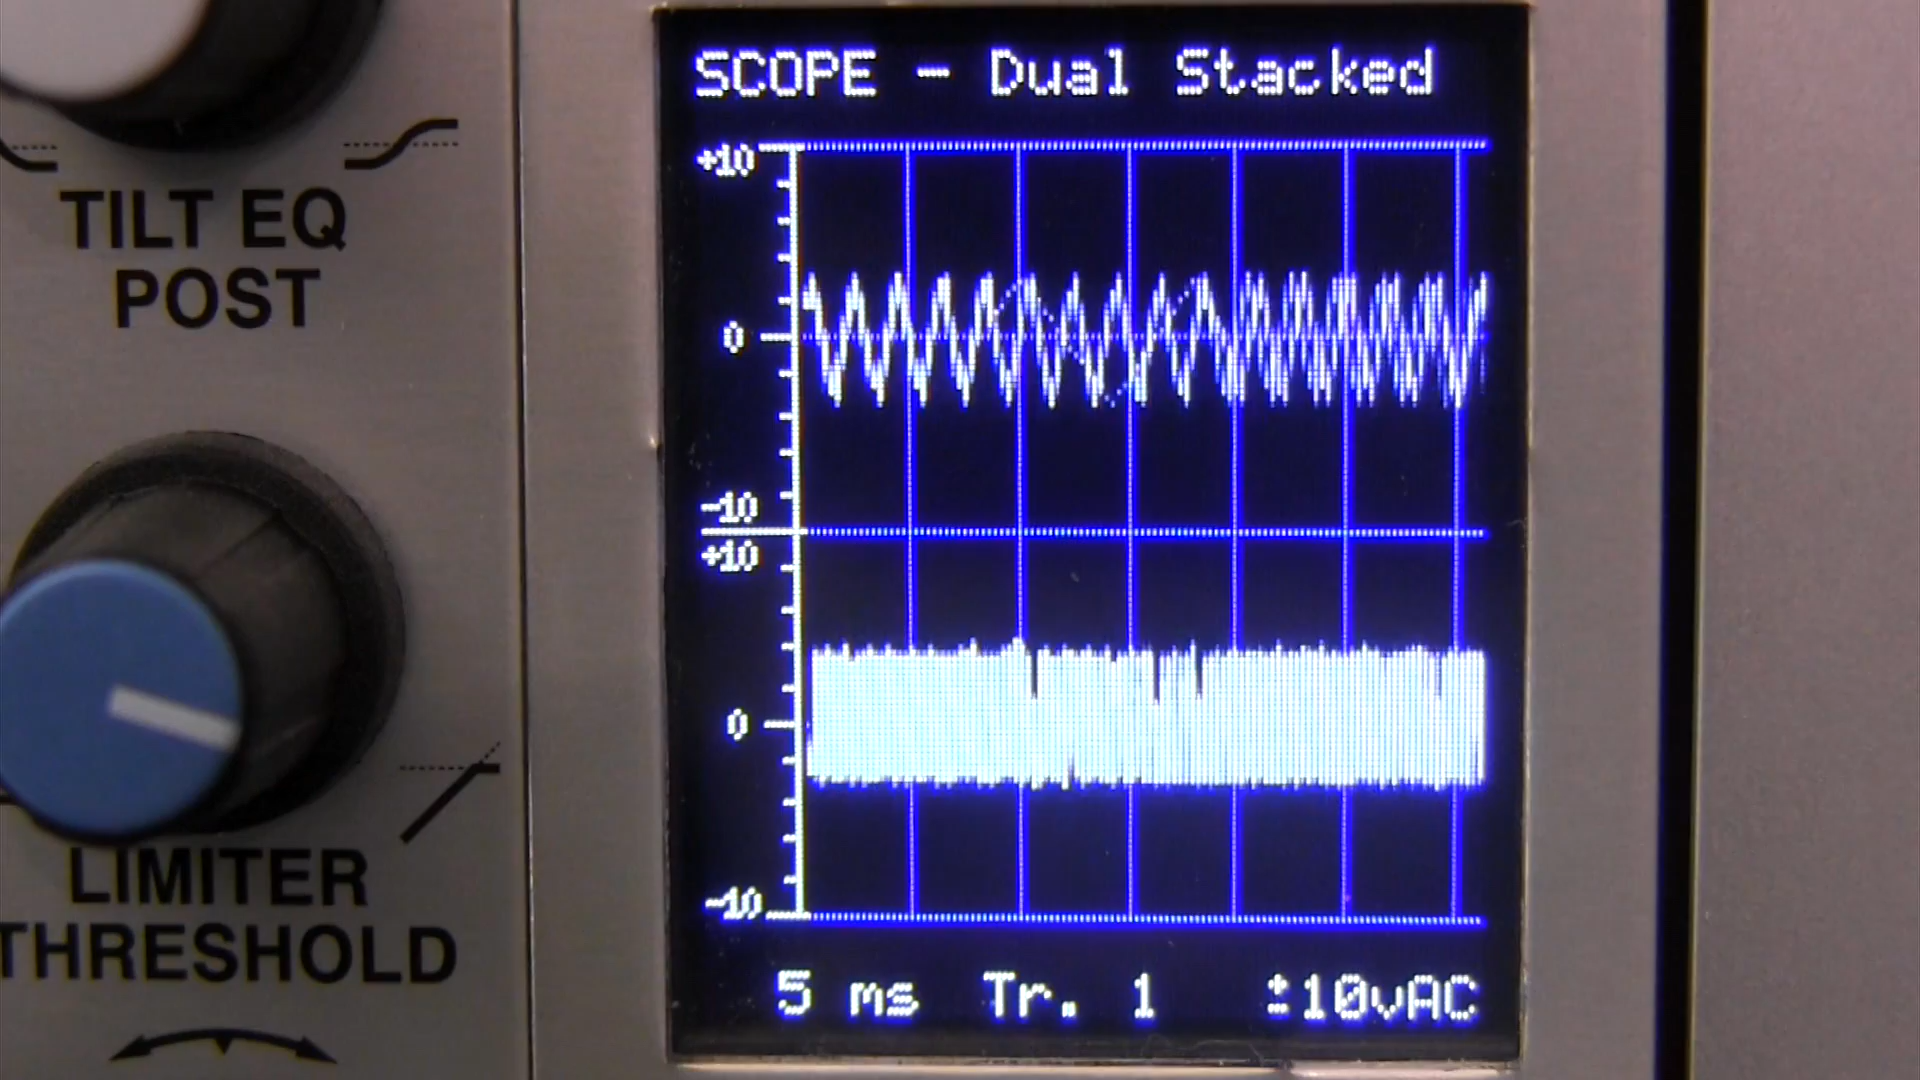 TILT EQ
POST
LIMITER
THRESHOLD
SCOPE - Dual Stacked
+10
0
-10
+10
0
-10
5 ms Tr. 1 ±10vAC